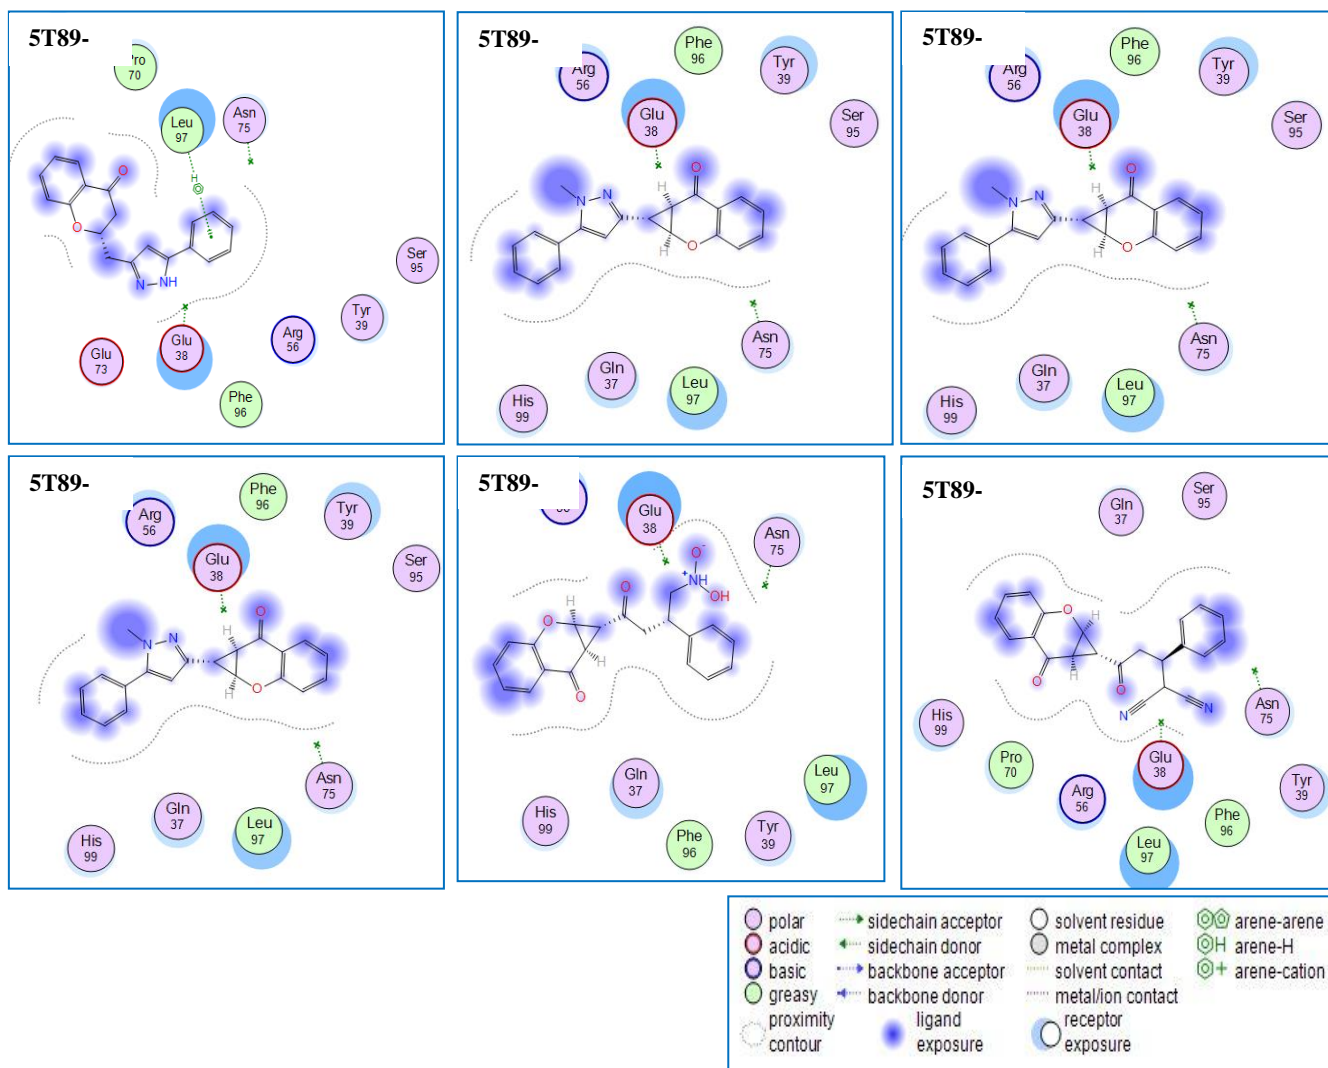 5T89-
Pro
70
Leu
97
Asn
75
H
O
O
N
NH
Ser
95
Tyr
39
Arg
56
Glu
38
Glu
73
Phe
96
5T89-
Phe
96
Tyr
39
Arg
56
Glu
38
Ser
95
H
O
N
N
H
O
Asn
75
Gln
37
Leu
97
His
99
5T89-
Phe
96
Tyr
39
Arg
56
Glu
38
Ser
95
H
O
N
N
H
O
Asn
75
Gln
37
Leu
97
His
99
5T89-
Phe
96
Tyr
39
Arg
56
Glu
38
Ser
95
H
O
N
N
H
O
Asn
75
Gln
37
Leu
97
His
99
5T89-
Glu
38
Asn
75
O-
+NH
OH
O
H
O
H
O
Gln
37
Leu
97
His
99
Phe
96
Tyr
39
5T89-
Ser
95
Gln
37
O
H
O
H
O
N
N
Asn
75
His
99
Pro
70
Glu
38
Arg
56
Tyr
39
Phe
96
Leu
97
polar
acidic
basic
greasy
proximity
contour
sidechain acceptor
sidechain donor
backbone acceptor
backbone donor
ligand
exposure
solvent residue
metal complex
solvent contact
metal/ion contact
receptor
exposure
arene-arene
H arene-H
+ arene-cation